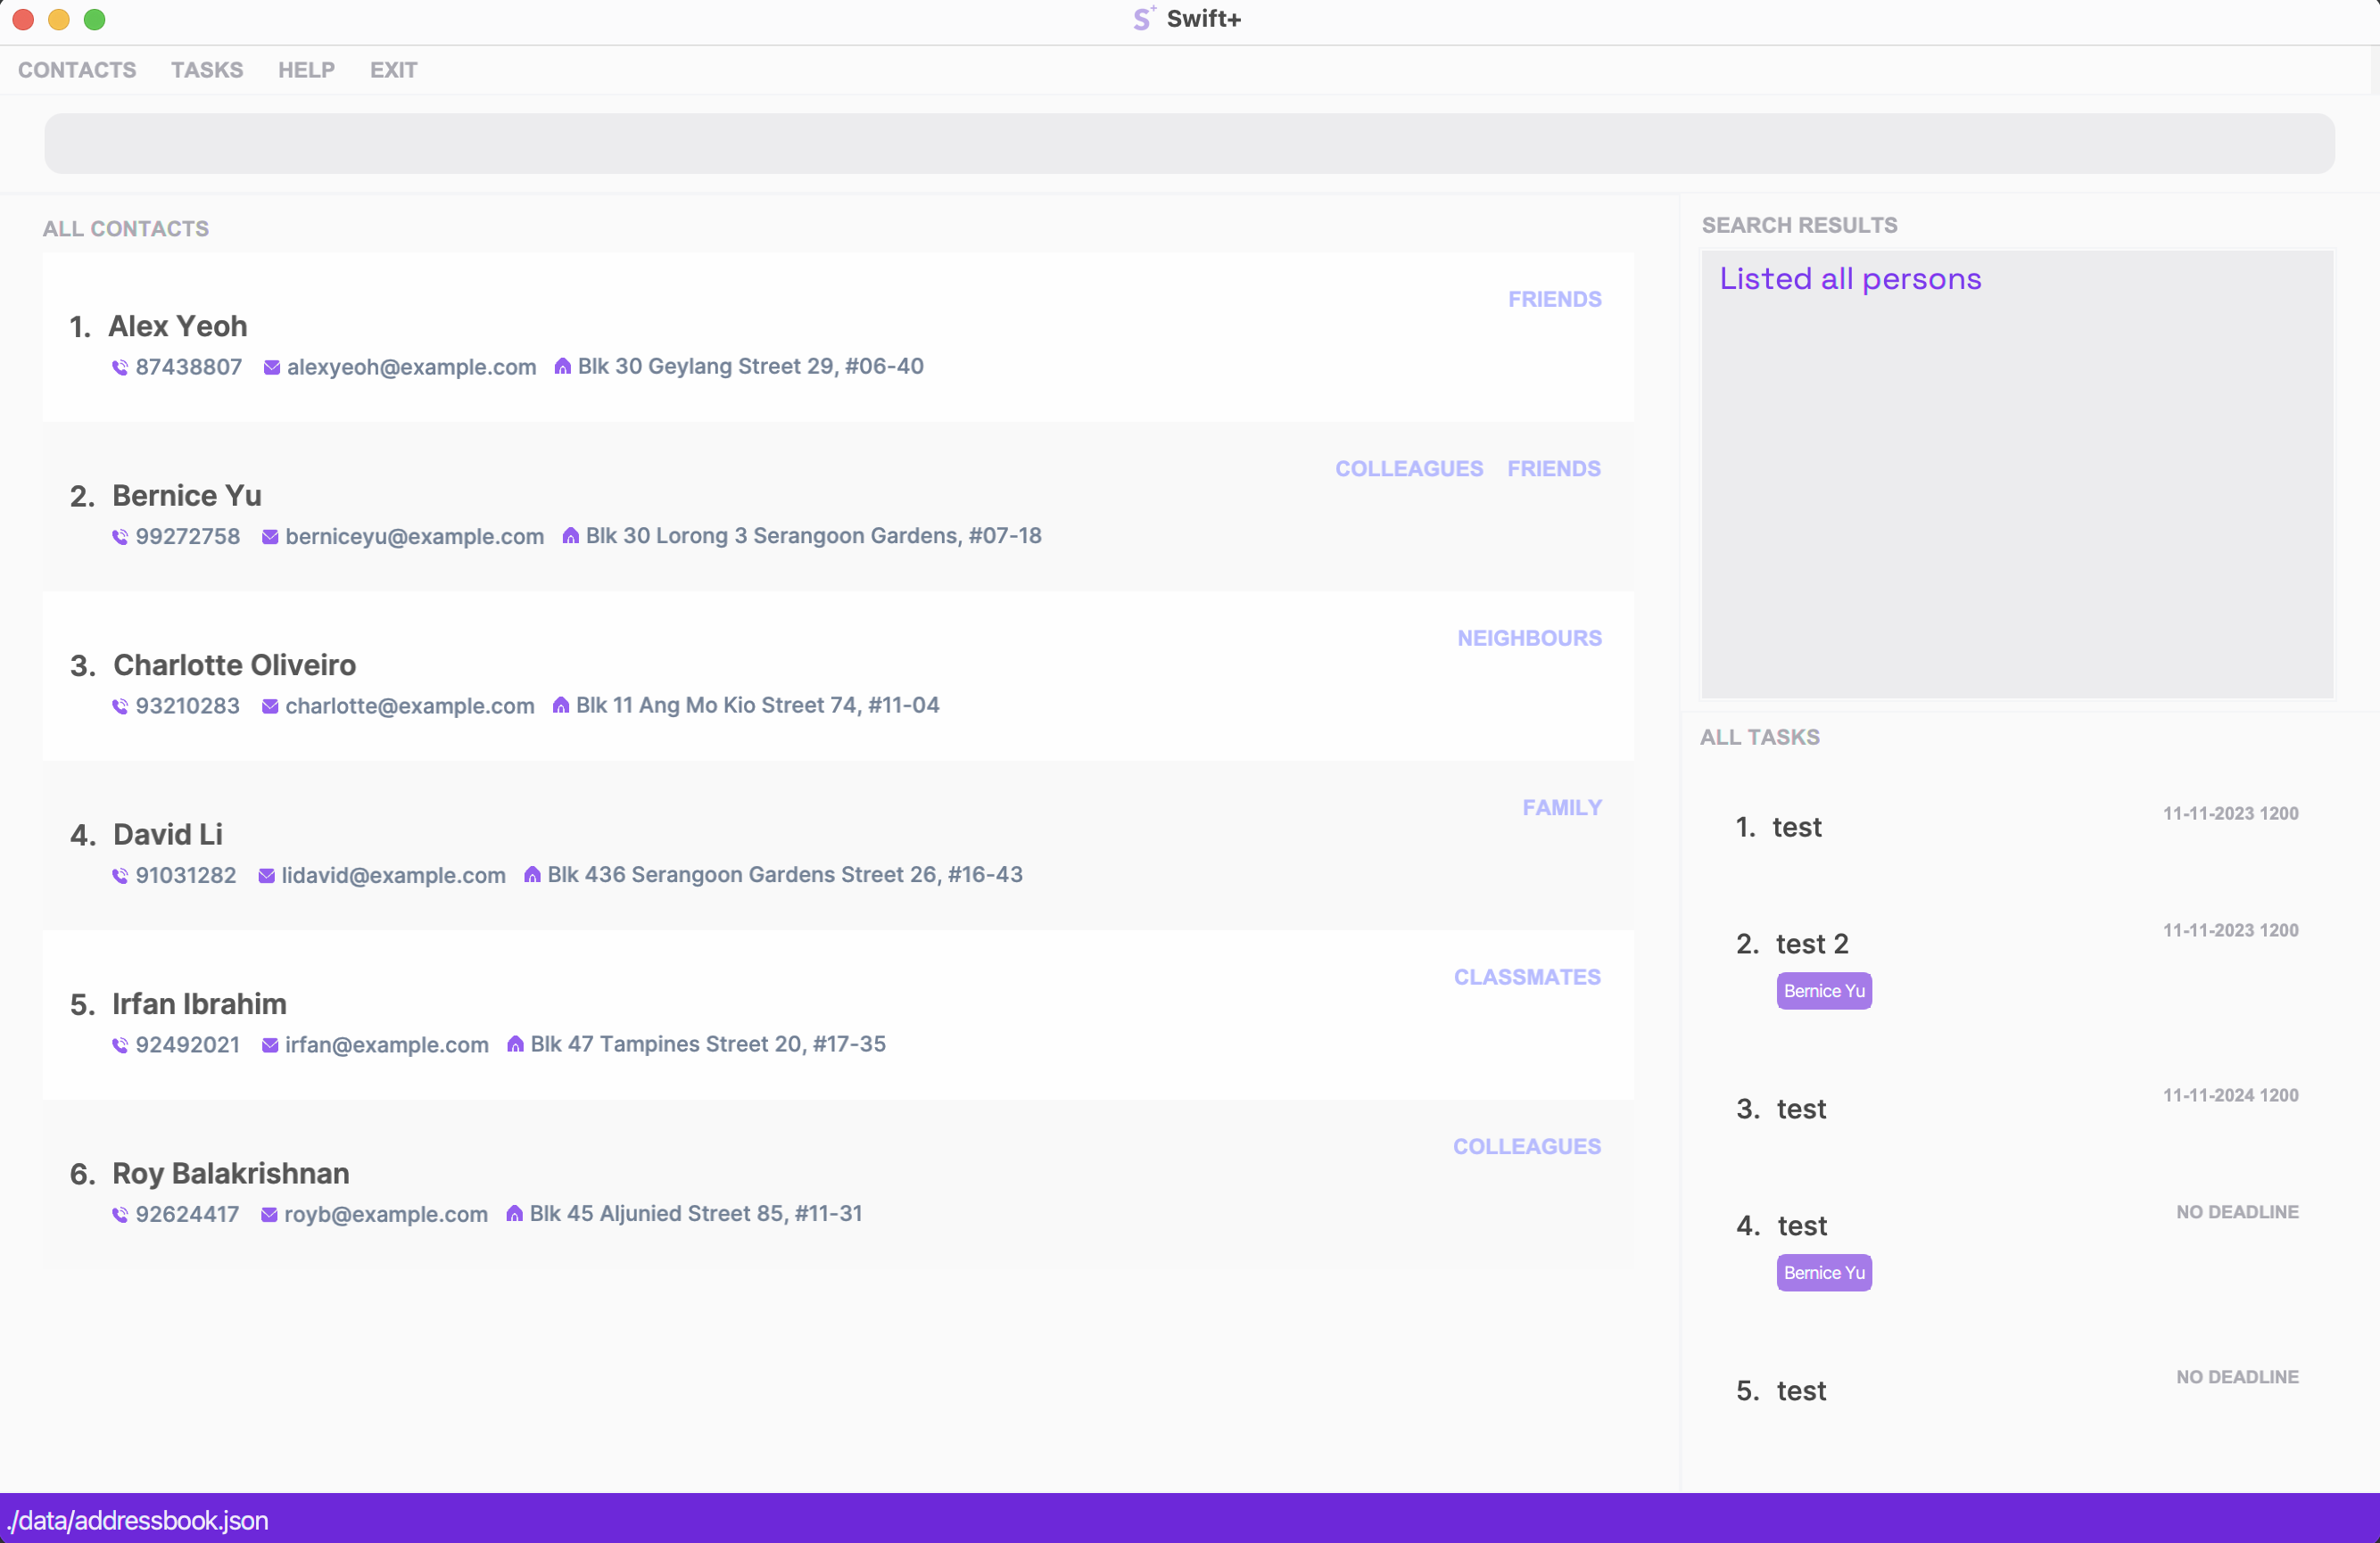 S+ Swift+
CONTACTS TASKS HELP EXIT
ALL CONTACTS
1. Alex Yeoh
FRIENDS
87438807 alexyeoh@example.com Blk 30 Geylang Street 29, #06-40
2. Bernice Yu
COLLEAGUES FRIENDS
99272758 berniceyu@example.com Blk 30 Lorong 3 Serangoon Gardens, #07-18
3. Charlotte Oliveiro
NEIGHBOURS
93210283 charlotte@example.com Blk 11 Ang Mo Kio Street 74, #11-04
4. David Li
FAMILY
91031282 lidavid@example.com Blk 436 Serangoon Gardens Street 26, #16-43
5. Irfan Ibrahim
CLASSMATES
92492021 irfan@example.com Blk 47 Tampines Street 20, #17-35
6. Roy Balakrishnan
COLLEAGUES
92624417 royb@example.com Blk 45 Aljunied Street 85, #11-31
SEARCH RESULTS
Listed all persons
ALL TASKS
1. test 11-11-2023 1200
2. test 2 11-11-2023 1200
Bernice Yu
3. test 11-11-2024 1200
4. test NO DEADLINE
Bernice Yu
5. test NO DEADLINE
./data/addressbook.json